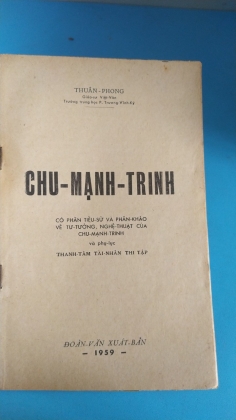 THUẦN-PHONG
Giáo-sư Việt-Văn
Trường trung-học P. Trương-Vĩnh-Ký
CHU-MẠNH-TRINH
CÓ PHẦN TIỂU-SỬ VÀ PHẦN-KHẢO
VỀ TƯ-TƯỞNG, NGHỆ-THUẬT CỦA
CHU-MẠNH-TRINH
và phụ-lục
THANH-TÂM TÀI-NHÂN THI TẬP
ĐOÀN-VĂN XUẤT-BẢN
- 1959 -